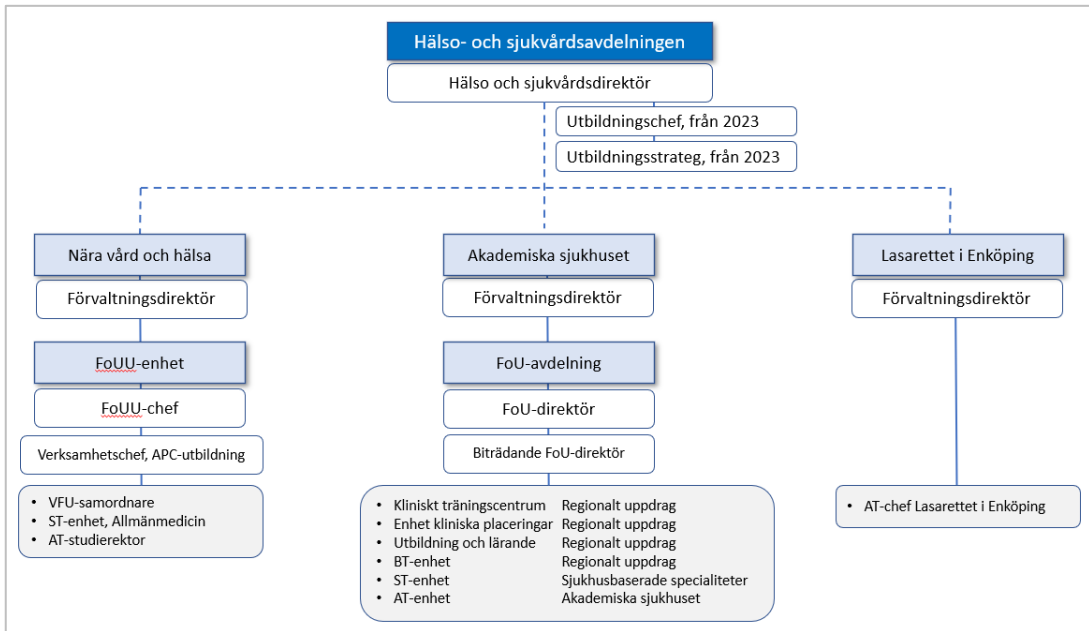 Hälso- och sjukvårdsavdelningen
Hälso och sjukvårdsdirektör
Utbildningschef, från 2023
Utbildningsstrateg, från 2023
Nära vård och hälsa
Förvaltningsdirektör
FoUU-enhet
FoUU-chef
Verksamhetschef, APC-utbildning
• VFU-samordnare
• ST-enhet, Allmänmedicin
• AT-studierektor
Akademiska sjukhuset
Förvaltningsdirektör
FoU-avdelning
FoU-direktör
Biträdande FoU-direktör
• Kliniskt träningscentrum Regionalt uppdrag
• Enhet kliniska placeringar Regionalt uppdrag
• Utbildning och lärande Regionalt uppdrag
• BT-enhet Regionalt uppdrag
• ST-enhet Sjukhusbaserade specialiteter
• AT-enhet Akademiska sjukhuset
Lasarettet i Enköping
Förvaltningsdirektör
• AT-chef Lasarettet i Enköping